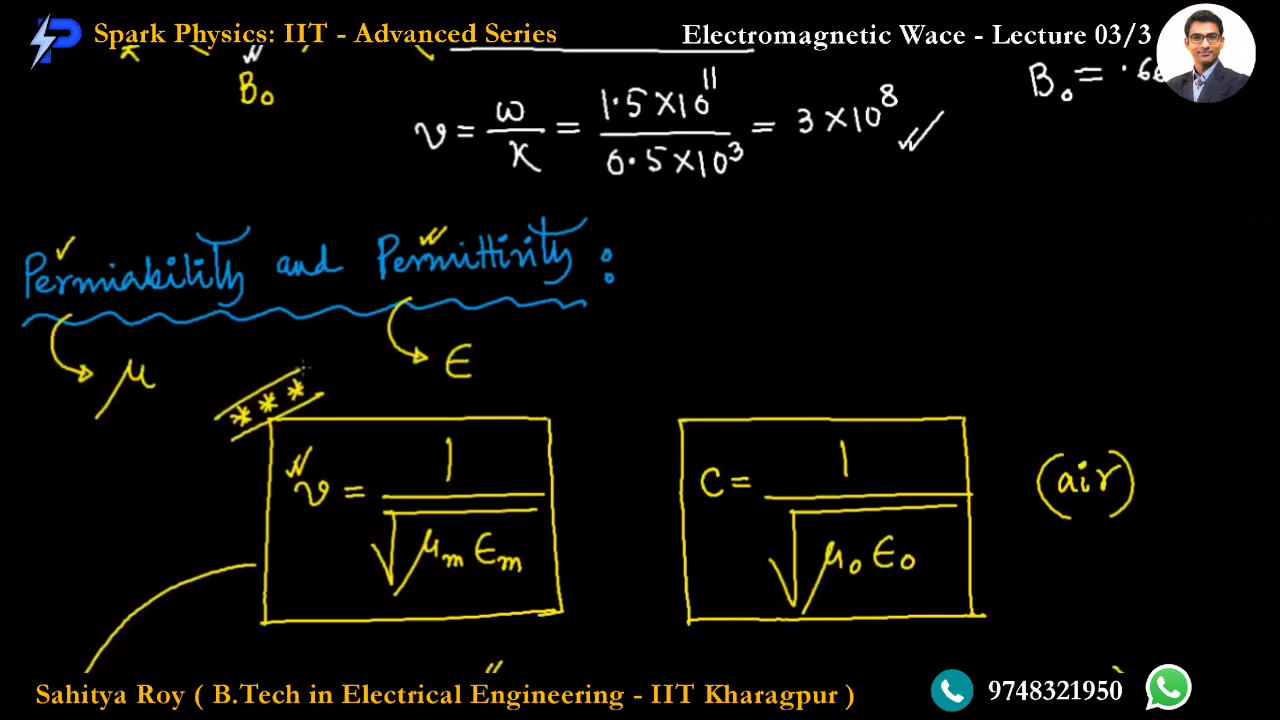 Spark Physics: IIT - Advanced Series
Electromagnetic Wace - Lecture 03/3
B₀
B₀ = .6
v = ω/k = 1.5×10¹¹/0.5×10³ = 3×10⁸
Permiability and Permittivity :
μ
ϵ
***
v = 1/√(μₘ ϵₘ)
C = 1/√(μ₀ ϵ₀)
(air)
Sahitya Roy ( B.Tech in Electrical Engineering - IIT Kharagpur )
9748321950